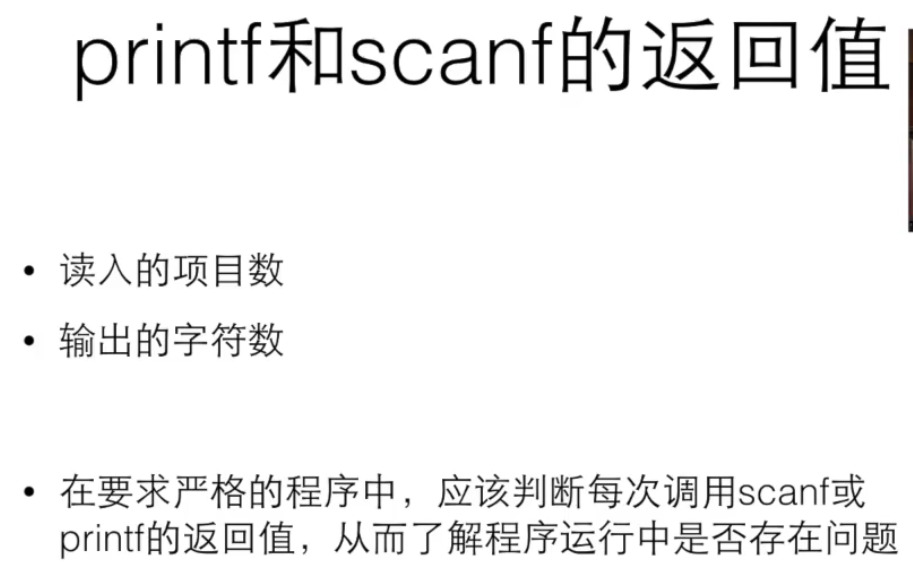 printf和scanf的返回值
• 读入的项目数
• 输出的字符数
• 在要求严格的程序中，应该判断每次调用scanf或
printf的返回值，从而了解程序运行中是否存在问题